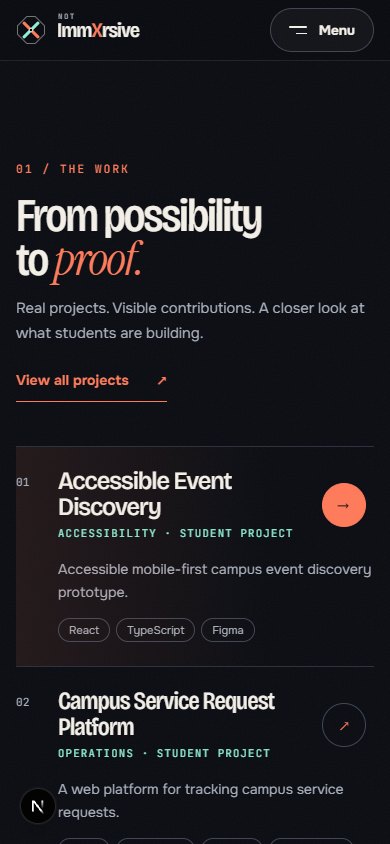 NOT
ImmXrsive
Menu
01 / THE WORK
From possibility
to proof.
Real projects. Visible contributions. A closer look at
what students are building.
View all projects ↗
01
Accessible Event
Discovery
→
ACCESSIBILITY · STUDENT PROJECT
Accessible mobile-first campus event discovery
prototype.
React TypeScript Figma
02
Campus Service Request
Platform
↗
OPERATIONS · STUDENT PROJECT
A web platform for tracking campus service
requests.
N